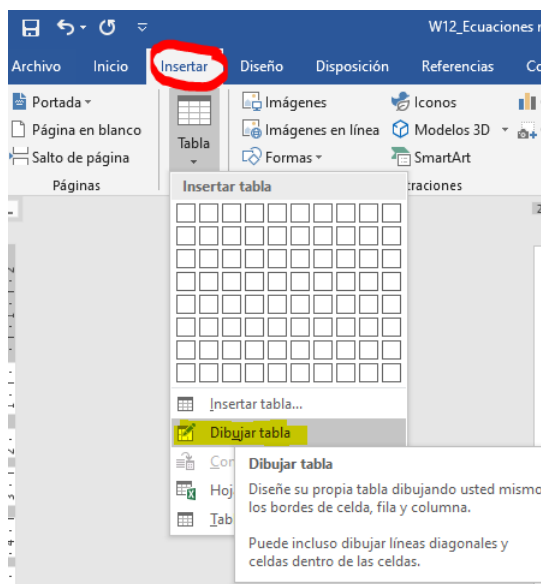 W12_Ecuaciones
Archivo Inicio Insertar Diseño Disposición Referencias
Portada
Página en blanco
Salto de página
Páginas
Tabla
Imágenes
Imágenes en línea
Formas
Iconos
Modelos 3D
SmartArt
Insertar tabla
Insertar tabla...
Dibujar tabla
Dibujar tabla
Diseñe su propia tabla dibujando usted mismo
los bordes de celda, fila y columna.
Puede incluso dibujar líneas diagonales y
celdas dentro de las celdas.